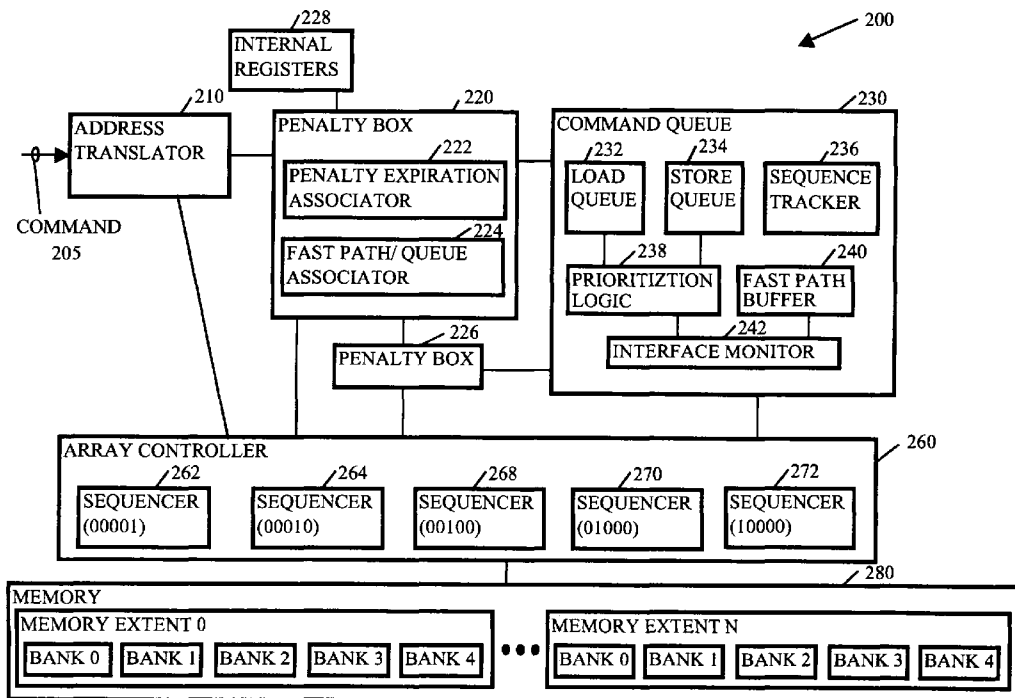 200
228
INTERNAL
REGISTERS
210
ADDRESS
TRANSLATOR
COMMAND
205
220
PENALTY BOX
222
PENALTY EXPIRATION
ASSOCIATOR
224
FAST PATH/ QUEUE
ASSOCIATOR
226
PENALTY BOX
230
COMMAND QUEUE
232
LOAD
QUEUE
234
STORE
QUEUE
236
SEQUENCE
TRACKER
238
PRIORITIZTION
LOGIC
240
FAST PATH
BUFFER
242
INTERFACE MONITOR
ARRAY CONTROLLER
260
262
SEQUENCER
(00001)
264
SEQUENCER
(00010)
268
SEQUENCER
(00100)
270
SEQUENCER
(01000)
272
SEQUENCER
(10000)
280
MEMORY
MEMORY EXTENT 0
BANK 0
BANK 1
BANK 2
BANK 3
BANK 4
MEMORY EXTENT N
BANK 0
BANK 1
BANK 2
BANK 3
BANK 4